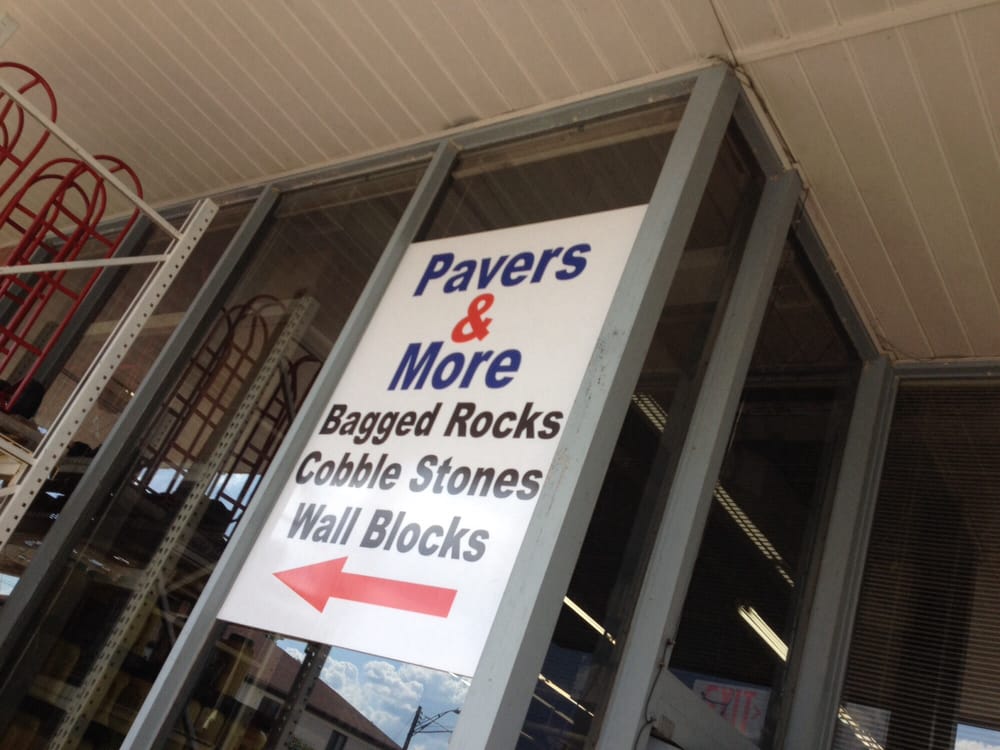 Pavers
&
More
Bagged Rocks
Cobble Stones
Wall Blocks